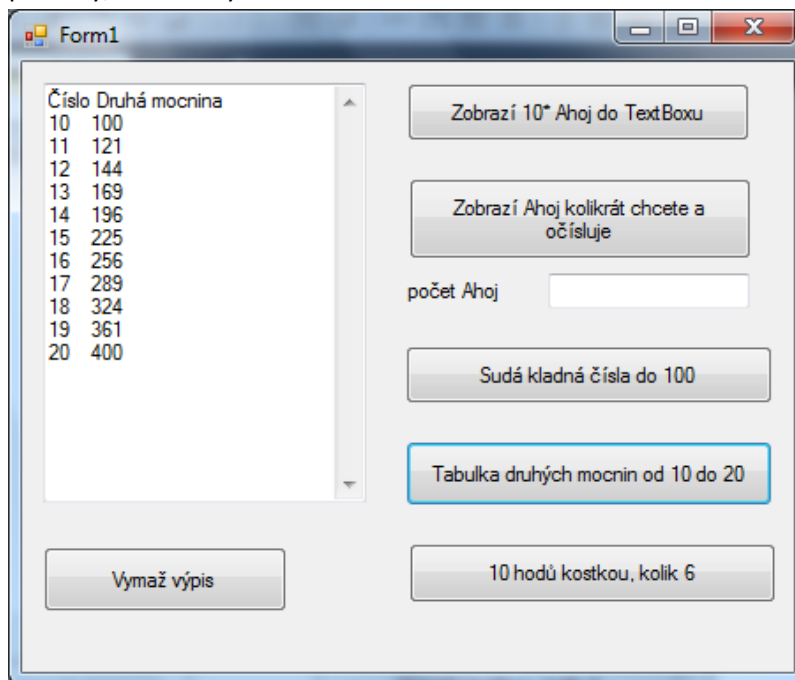 Form1
Číslo Druhá mocnina
10 100
11 121
12 144
13 169
14 196
15 225
16 256
17 289
18 324
19 361
20 400
Zobrazí 10* Ahoj do TextBoxu
Zobrazí Ahoj kolikrát chcete a
očísluje
počet Ahoj
Sudá kladná čísla do 100
Tabulka druhých mocnin od 10 do 20
Vymaž výpis
10 hodů kostkou, kolik 6